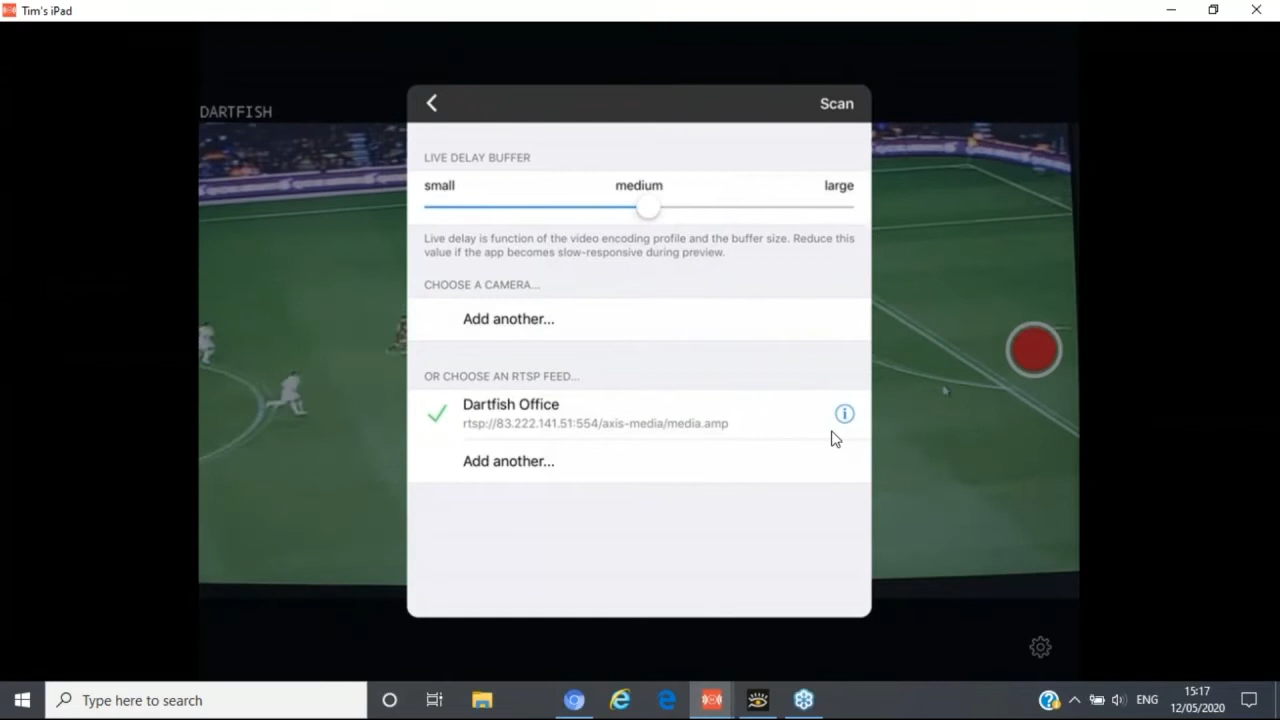 Tim's iPad
DARTFISH
Scan
LIVE DELAY BUFFER
small medium large
Live delay is function of the video encoding profile and the buffer size. Reduce this
value if the app becomes slow-responsive during preview.
CHOOSE A CAMERA...
Add another...
OR CHOOSE AN RTSP FEED...
Dartfish Office
rtsp://83.222.141.51:554/axis-media/media.amp
Add another...
Type here to search
ENG
15:17
12/05/2020